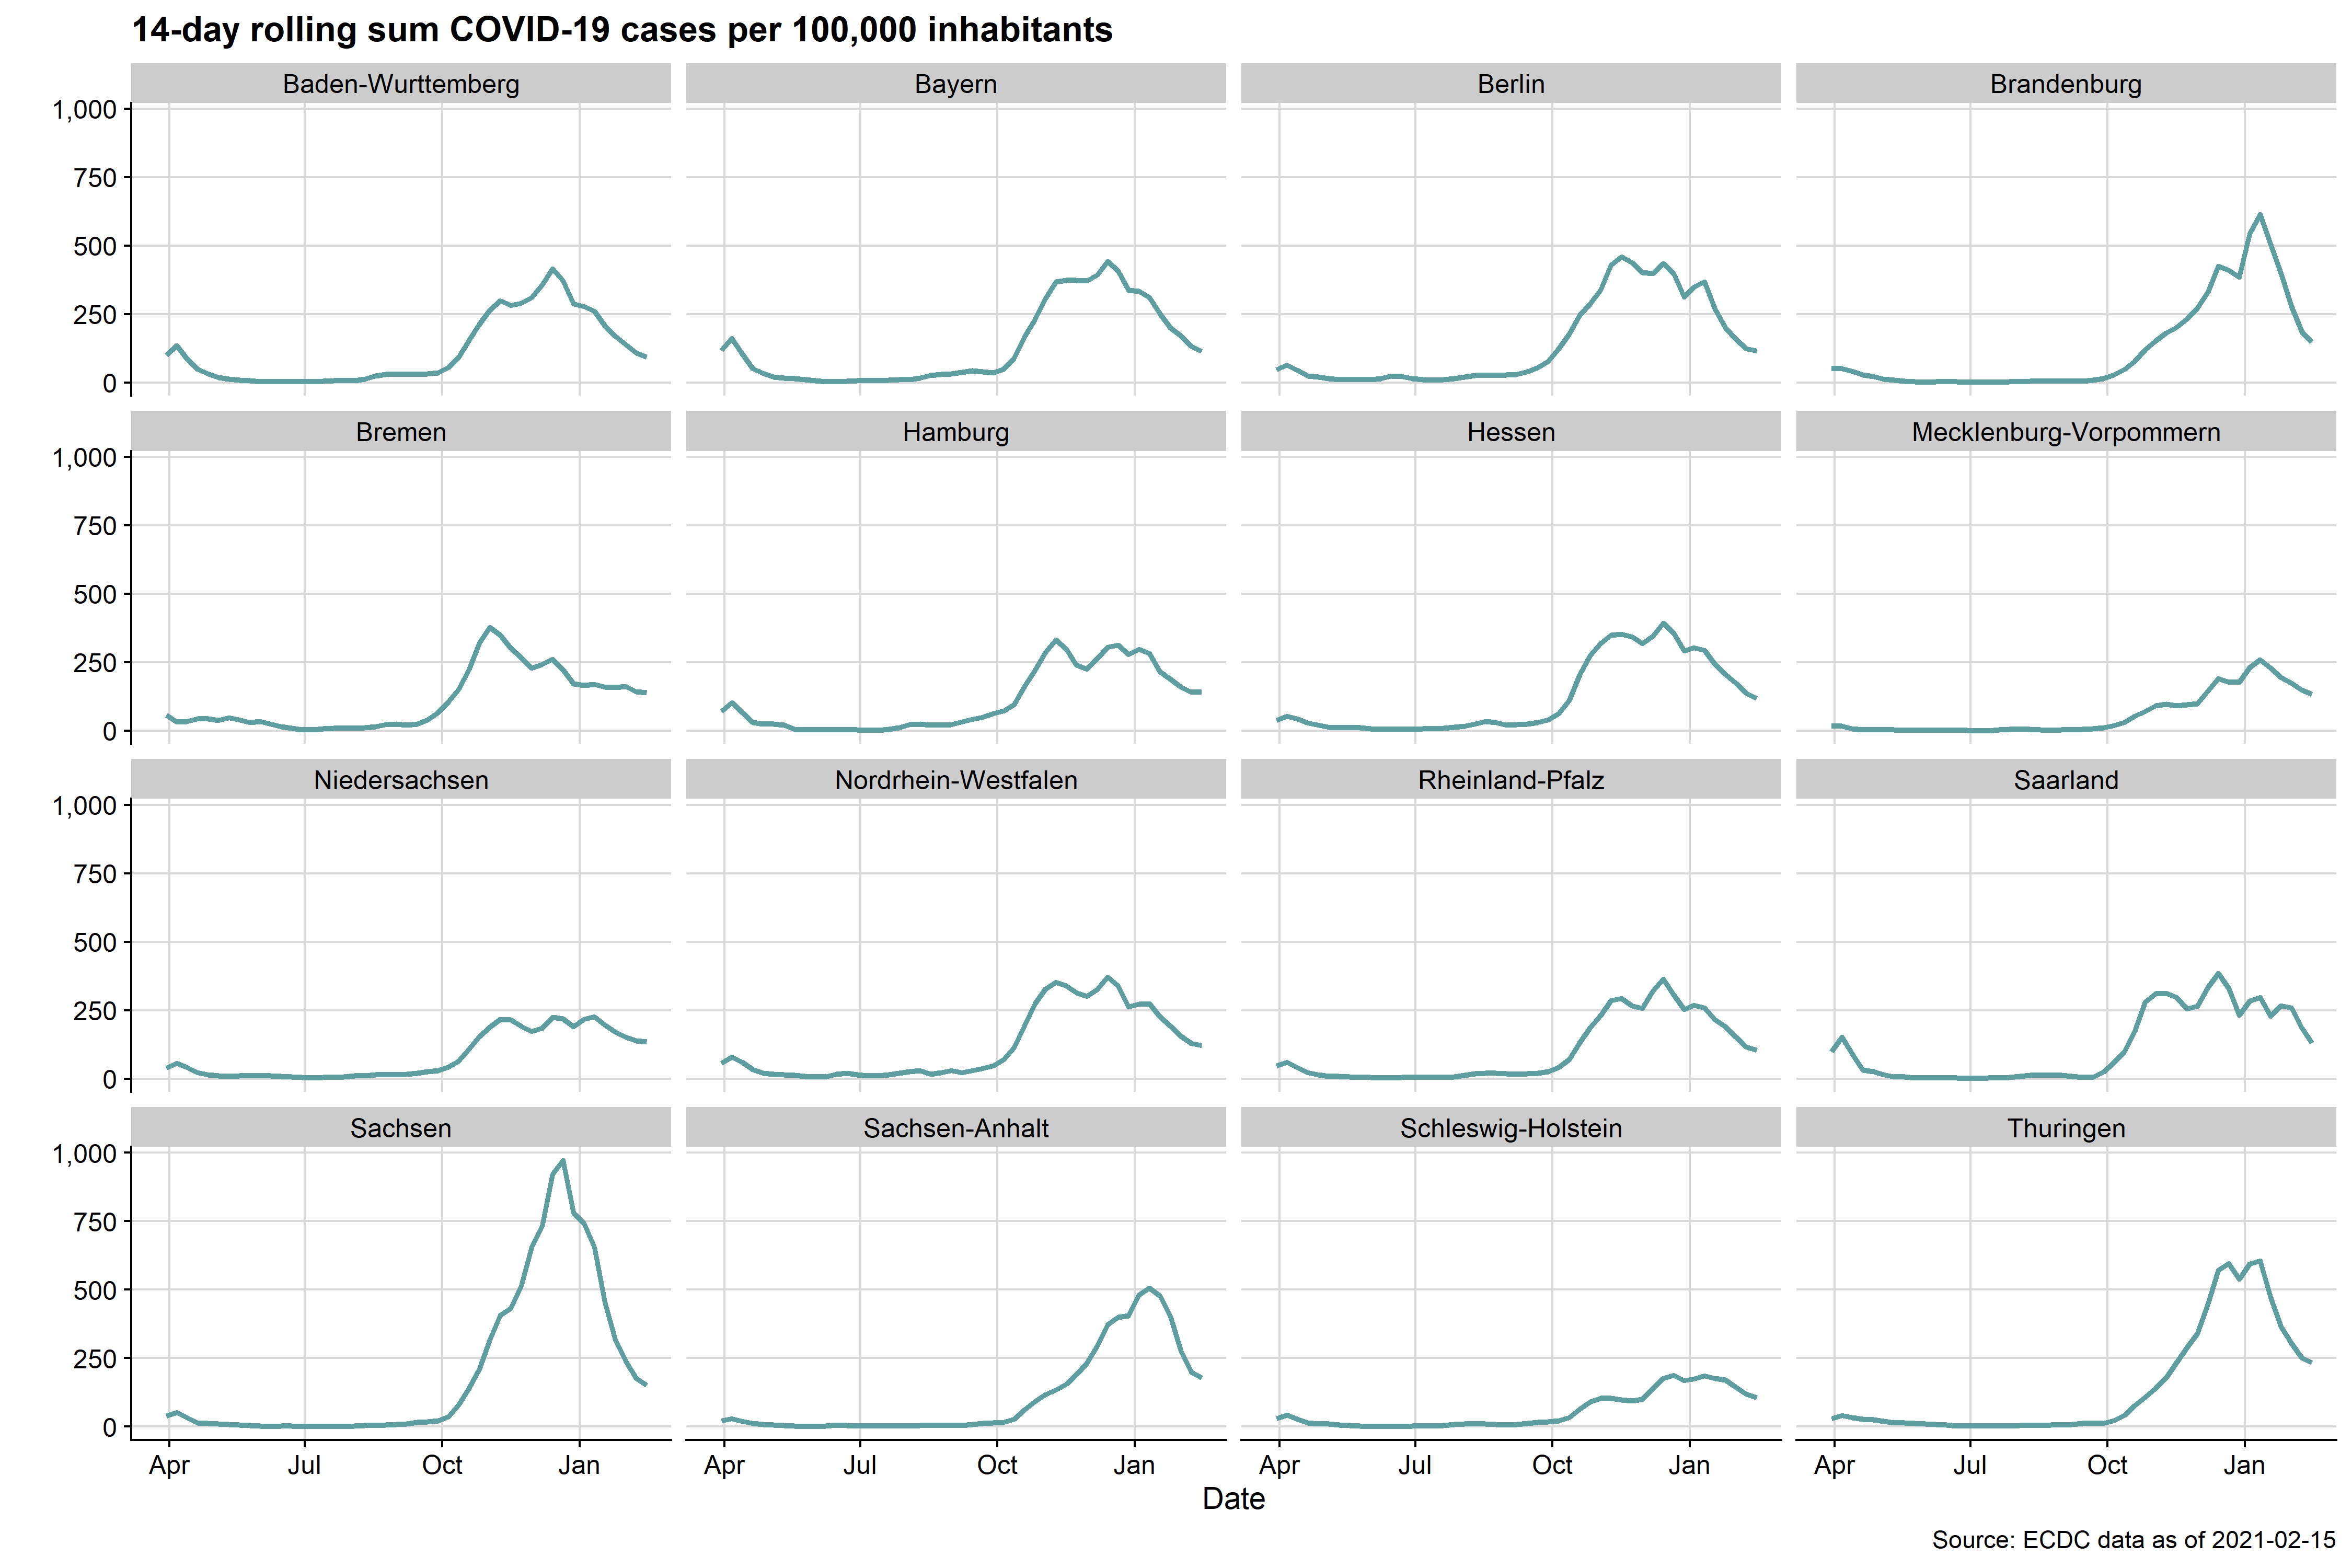 14-day rolling sum COVID-19 cases per 100,000 inhabitants
Baden-Wurttemberg Bayern Berlin Brandenburg
1,000
750
500
250
0
Bremen Hamburg Hessen Mecklenburg-Vorpommern
1,000
750
500
250
0
Niedersachsen Nordrhein-Westfalen Rheinland-Pfalz Saarland
1,000
750
500
250
0
Sachsen Sachsen-Anhalt Schleswig-Holstein Thuringen
1,000
750
500
250
0
Apr Jul Oct Jan Apr Jul Oct Jan Apr Jul Oct Jan Apr Jul Oct Jan
Date
Source: ECDC data as of 2021-02-15